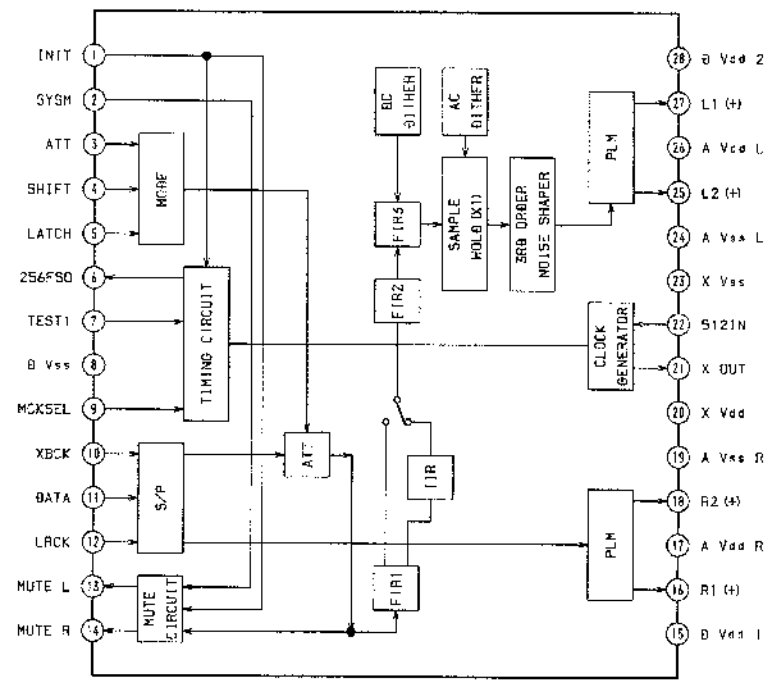 INIT 1
SYSM 2
ATT 3
SHIFT 4
LATCH 5
256FSO 6
TEST1 7
D Vss 8
MCKSEL 9
XBCK 10
DATA 11
LRCK 12
MUTE L 13
MUTE R 14
MODE
TIMING CIRCUIT
S/P
MUTE
CIRCUIT
ATT
DC
DITHER
AC
DITHER
FIR3
FIR2
SAMPLE
HOLD(X1)
3RD ORDER
NOISE SHAPER
PLM
CLOCK
GENERATOR
IIR
FIR1
PLM
28 D Vdd 2
27 L1 (+)
26 A Vdd L
25 L2 (+)
24 A Vss L
23 X Vss
22 512IN
21 X OUT
20 X Vdd
19 A Vss R
18 R2 (+)
17 A Vdd R
16 R1 (+)
15 D Vdd 1